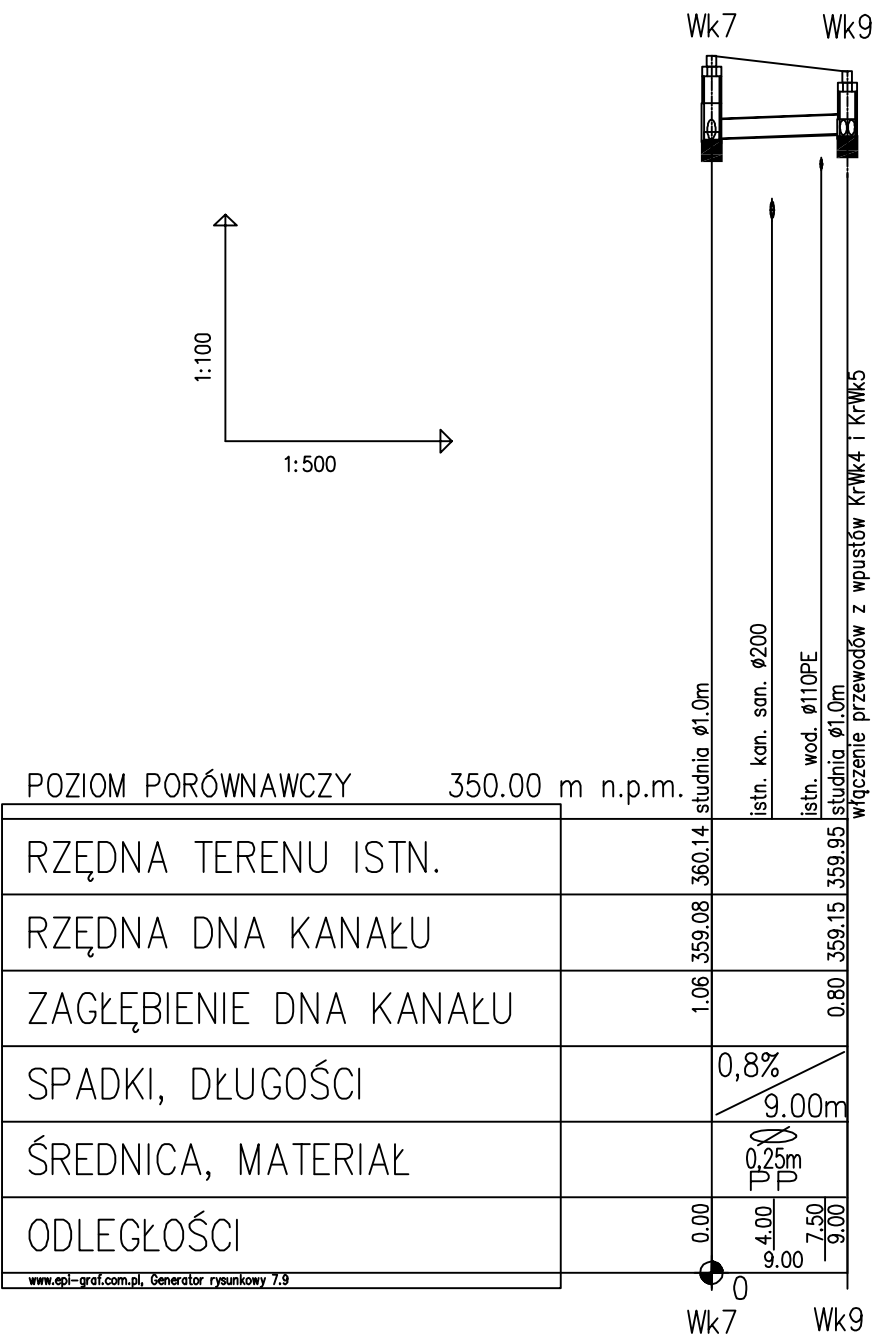 Wk7 Wk9
1:100
1:500
studnia ø1.0m
istn. kan. san. ø200
istn. wod. ø110PE
studnia ø1.0m
włączenie przewodów z wpustów KrWk4 i KrWk5
POZIOM PORÓWNAWCZY 350.00 m n.p.m.
RZĘDNA TERENU ISTN. 360.14 359.95
RZĘDNA DNA KANAŁU 359.08 359.15
ZAGŁĘBIENIE DNA KANAŁU 1.06 0.80
SPADKI, DŁUGOŚCI 0,8% 9.00m
ŚREDNICA, MATERIAŁ 0,25m
PP
ODLEGŁOŚCI 0.00 4.00 7.50 9.00
9.00
www.epi-graf.com.pl, Generator rysunkowy 7.9
0
Wk7 Wk9